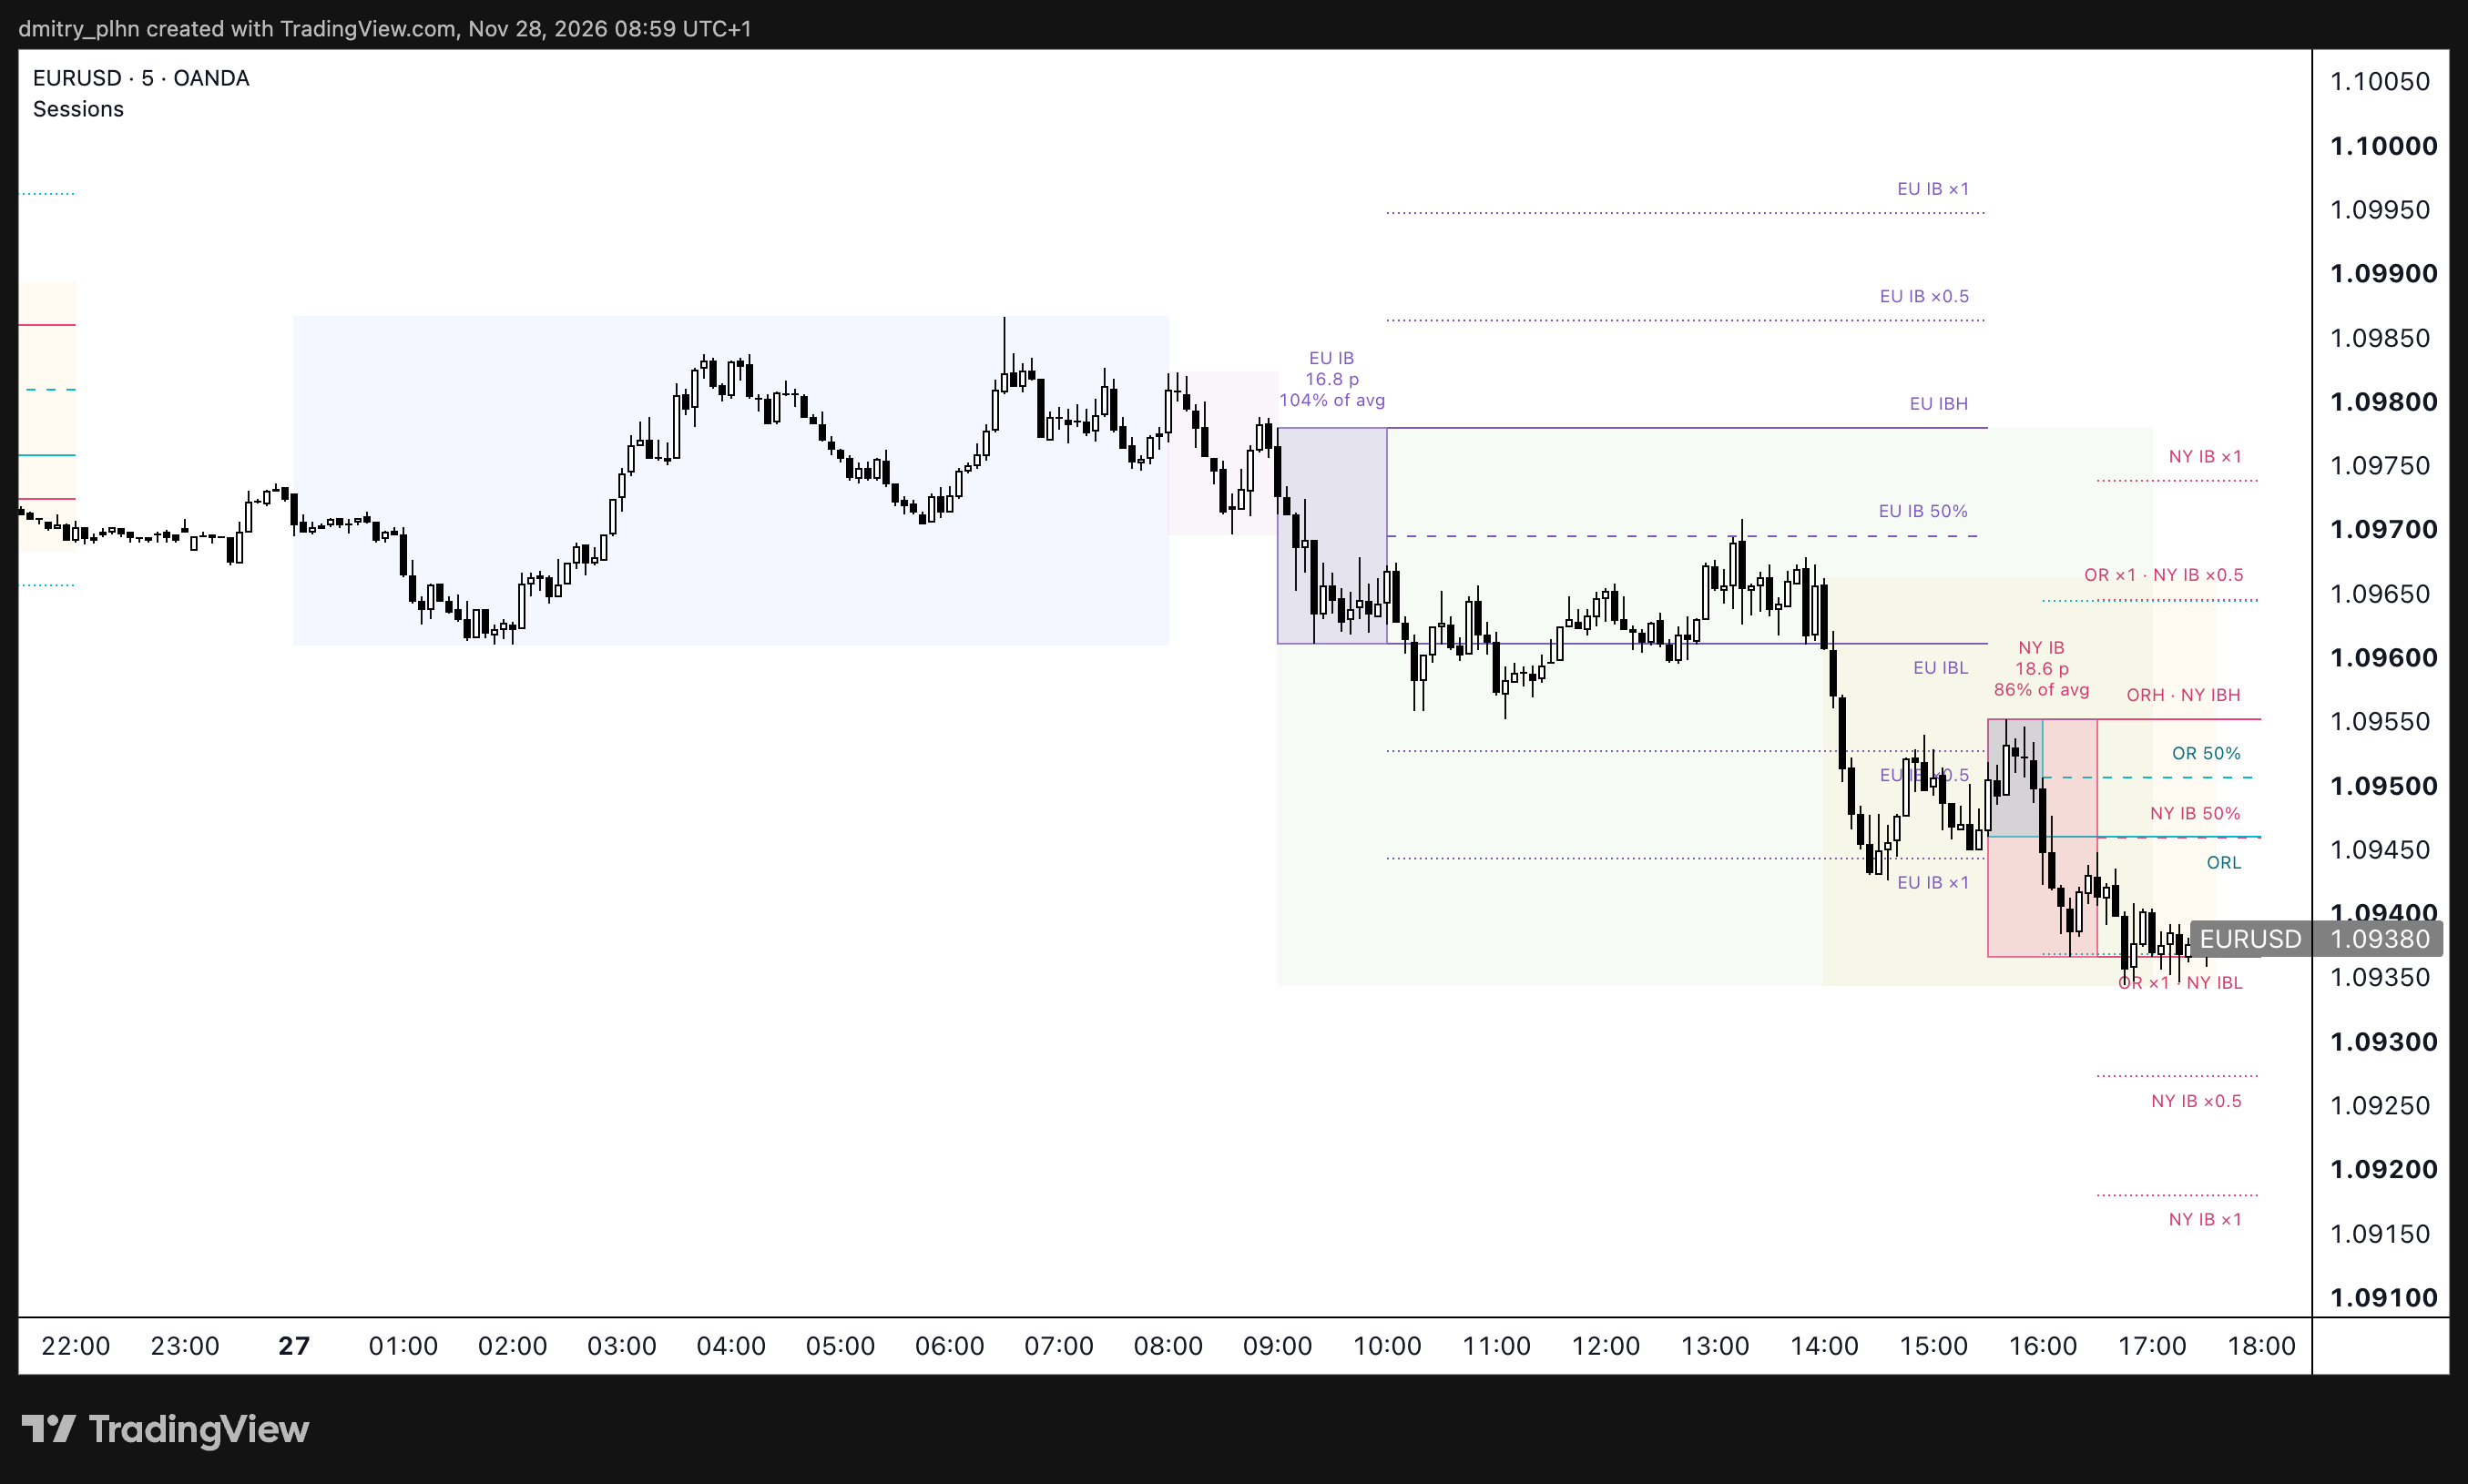 dmitry_plhn created with TradingView.com, Nov 28, 2026 08:59 UTC+1
EURUSD · 5 · OANDA
Sessions
1.10050
1.10000
EU IB ×1
1.09950
1.09900
EU IB ×0.5
1.09850
EU IB
16.8 p
104% of avg
EU IBH
1.09800
NY IB ×1
1.09750
EU IB 50%
1.09700
OR ×1 · NY IB ×0.5
1.09650
NY IB
18.6 p
86% of avg
1.09600
EU IBL
ORH · NY IBH
1.09550
OR 50%
EU IB ×0.5
1.09500
NY IB 50%
1.09450
ORL
EU IB ×1
1.09400
EURUSD 1.09380
1.09350
OR ×1 · NY IBL
1.09300
NY IB ×0.5
1.09250
1.09200
NY IB ×1
1.09150
1.09100
22:00 23:00 27 01:00 02:00 03:00 04:00 05:00 06:00 07:00 08:00 09:00 10:00 11:00 12:00 13:00 14:00 15:00 16:00 17:00 18:00
TradingView